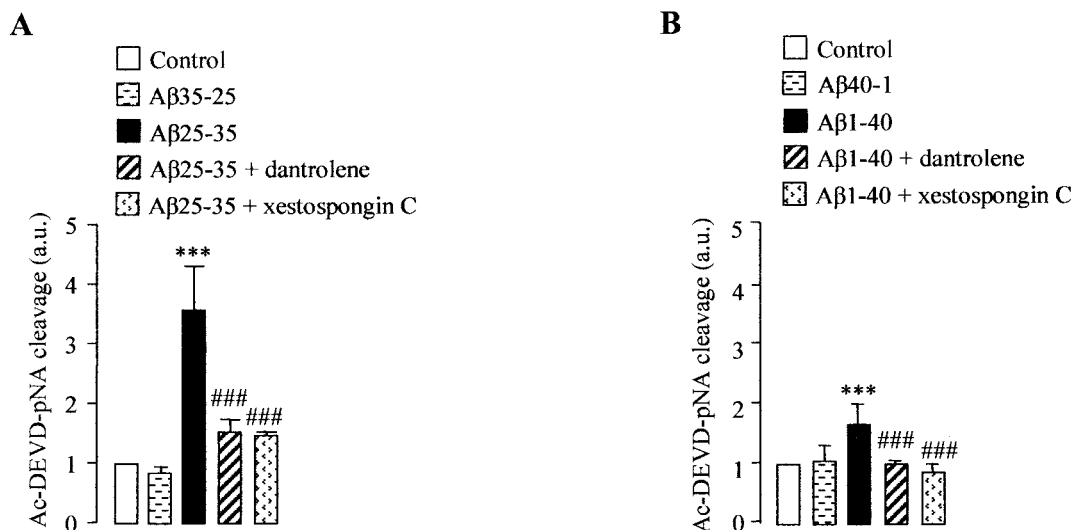 A
Control
Aβ35-25
Aβ25-35
Aβ25-35 + dantrolene
Aβ25-35 + xestospongin C
Ac-DEVD-pNA cleavage (a.u.)
5
4
3
2
1
0
***
###
###
B
Control
Aβ40-1
Aβ1-40
Aβ1-40 + dantrolene
Aβ1-40 + xestospongin C
Ac-DEVD-pNA cleavage (a.u.)
5
4
3
2
1
0
***
###
###